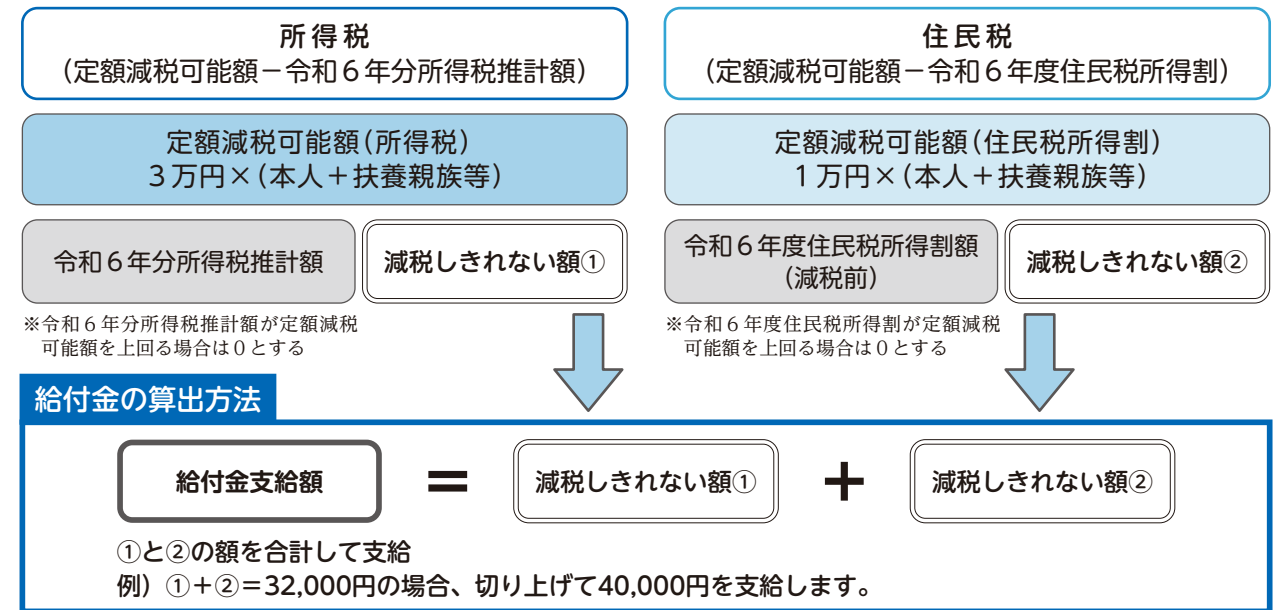 所得税
（定額減税可能額－令和６年分所得税推計額）
住民税
（定額減税可能額－令和６年度住民税所得割）
定額減税可能額（所得税）
３万円×（本人＋扶養親族等）
定額減税可能額（住民税所得割）
１万円×（本人＋扶養親族等）
令和６年分所得税推計額
減税しきれない額①
令和６年度住民税所得割額
（減税前）
減税しきれない額②
※令和６年分所得税推計額が定額減税
可能額を上回る場合は０とする
※令和６年度住民税所得割が定額減税
可能額を上回る場合は０とする
給付金の算出方法
給付金支給額 ＝ 減税しきれない額① ＋ 減税しきれない額②
①と②の額を合計して支給
例）①＋②＝32,000円の場合、切り上げて40,000円を支給します。